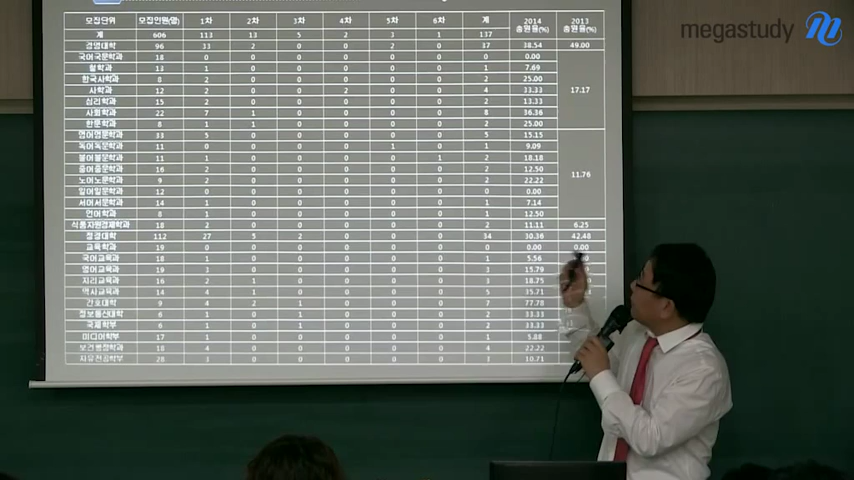 megastudy
모집단위 모집인원(명) 1차 2차 3차 4차 5차 6차 계 2014 충원율(%) 2013 충원율(%)
계 606 113 13 5 2 3 1 137
경영대학 96 33 2 0 0 2 0 37 38.54 49.00
국어국문학과 18 0 0 0 0 0 0 0 0.00
철학과 13 1 0 0 0 0 0 1 7.69
한국사학과 8 2 0 0 0 0 0 2 25.00
사학과 12 2 0 0 2 0 0 4 33.33 17.17
심리학과 15 2 0 0 0 0 0 2 13.33
사회학과 22 7 1 0 0 0 0 8 36.36
한문학과 8 1 1 0 0 0 0 2 25.00
영어영문학과 33 5 0 0 0 0 0 5 15.15
독어독문학과 11 0 0 0 0 1 0 1 9.09
불어불문학과 11 1 0 0 0 0 1 2 18.18
중어중문학과 16 2 0 0 0 0 0 2 12.50 11.76
노어노문학과 9 2 0 0 0 0 0 2 22.22
일어일문학과 12 0 0 0 0 0 0 0 0.00
서어서문학과 14 1 0 0 0 0 0 1 7.14
언어학과 8 1 0 0 0 0 0 1 12.50
식품자원경제학과 18 2 0 0 0 0 0 2 11.11 6.25
정경대학 112 27 5 2 0 0 0 34 30.36 42.48
교육학과 19 0 0 0 0 0 0 0 0.00 0.00
국어교육과 18 1 0 0 0 0 0 1 5.56
영어교육과 19 3 0 0 0 0 0 3 15.79
지리교육과 16 2 1 0 0 0 0 3 18.75
역사교육과 14 4 1 0 0 0 0 5 35.71
간호대학 9 4 2 1 0 0 0 7 77.78
정보통신대학 6 1 0 1 0 0 0 2 33.33
국제학부 6 1 0 1 0 0 0 2 33.33
미디어학부 17 1 0 0 0 0 0 1 5.88
보건행정학과 18 4 0 0 0 0 0 4 22.22
자유전공학부 28 3 0 0 0 0 0 3 10.71